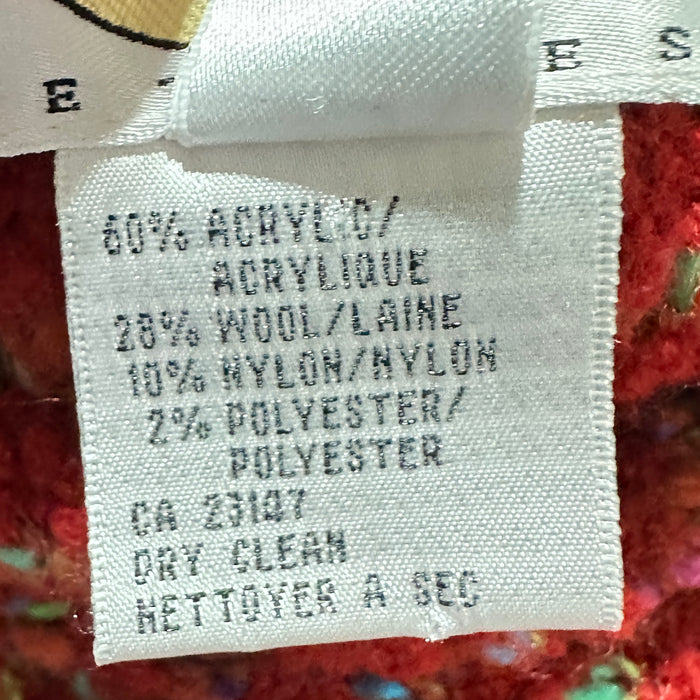 60% ACRYLIC/
ACRYLIQUE
28% WOOL/LAINE
10% NYLON/NYLON
2% POLYESTER/
POLYESTER
CA 23107
DRY CLEAN
NETTOYER A SEC